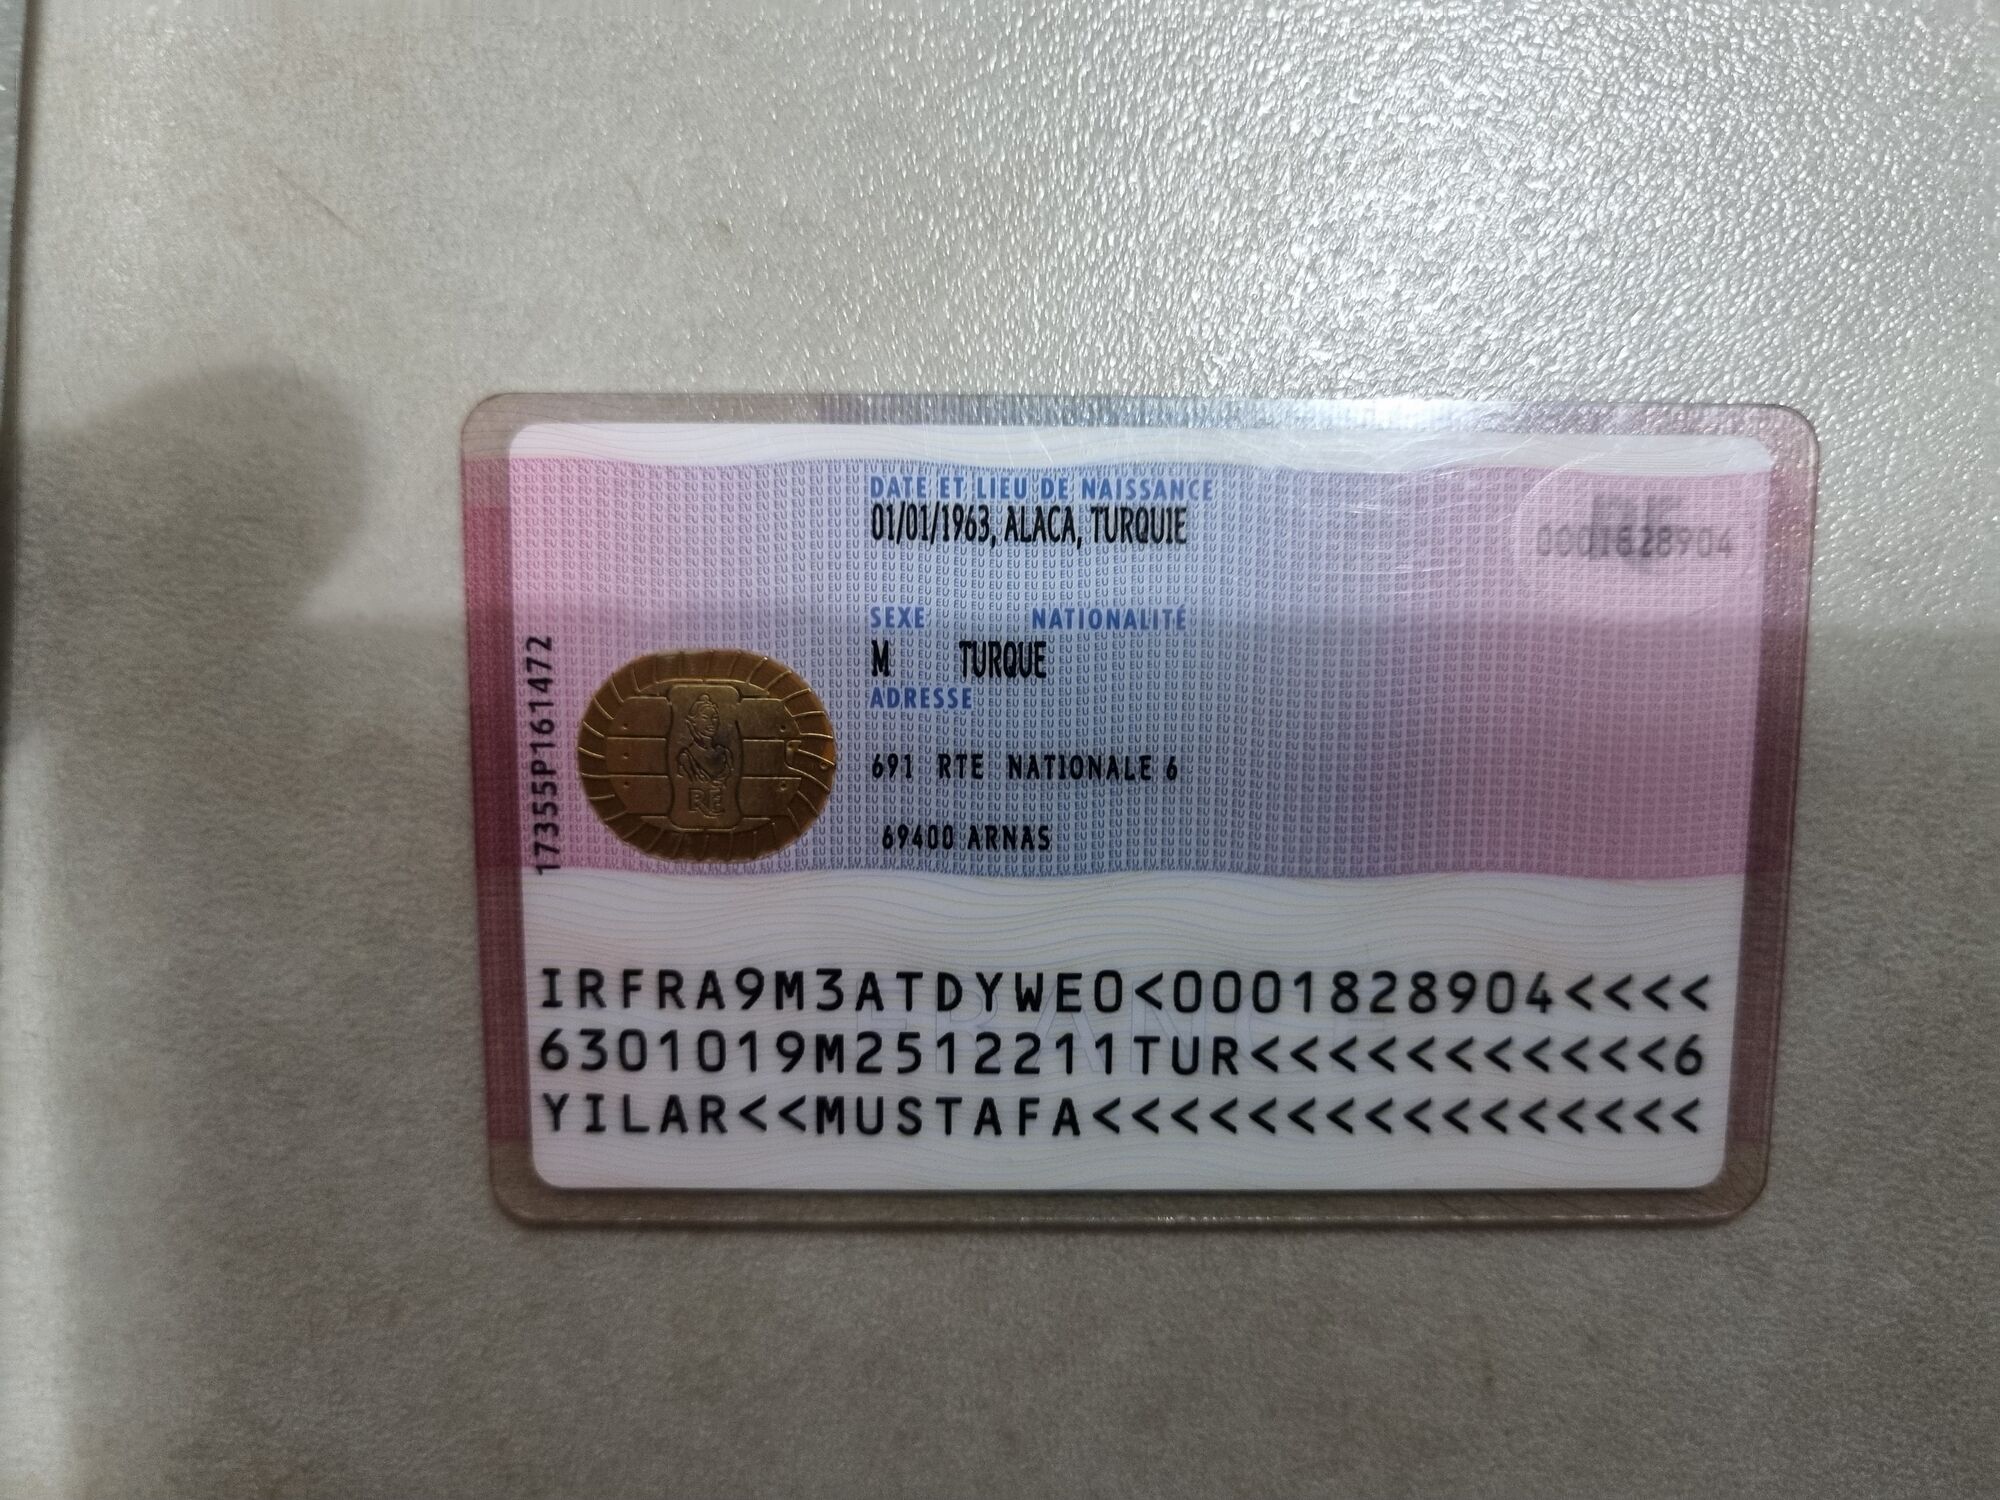 DATE ET LIEU DE NAISSANCE
01/01/1963, ALACA, TURQUIE
0001828904
SEXE NATIONALITÉ
M TURQUE
ADRESSE
691 RTE NATIONALE 6
69400 ARNAS
17355P161472
RF
IRFRA9M3ATDYWE0<0001828904<<<<
6301019M2512211TUR<<<<<<<<<<<6
YILAR<<MUSTAFA<<<<<<<<<<<<<<<<